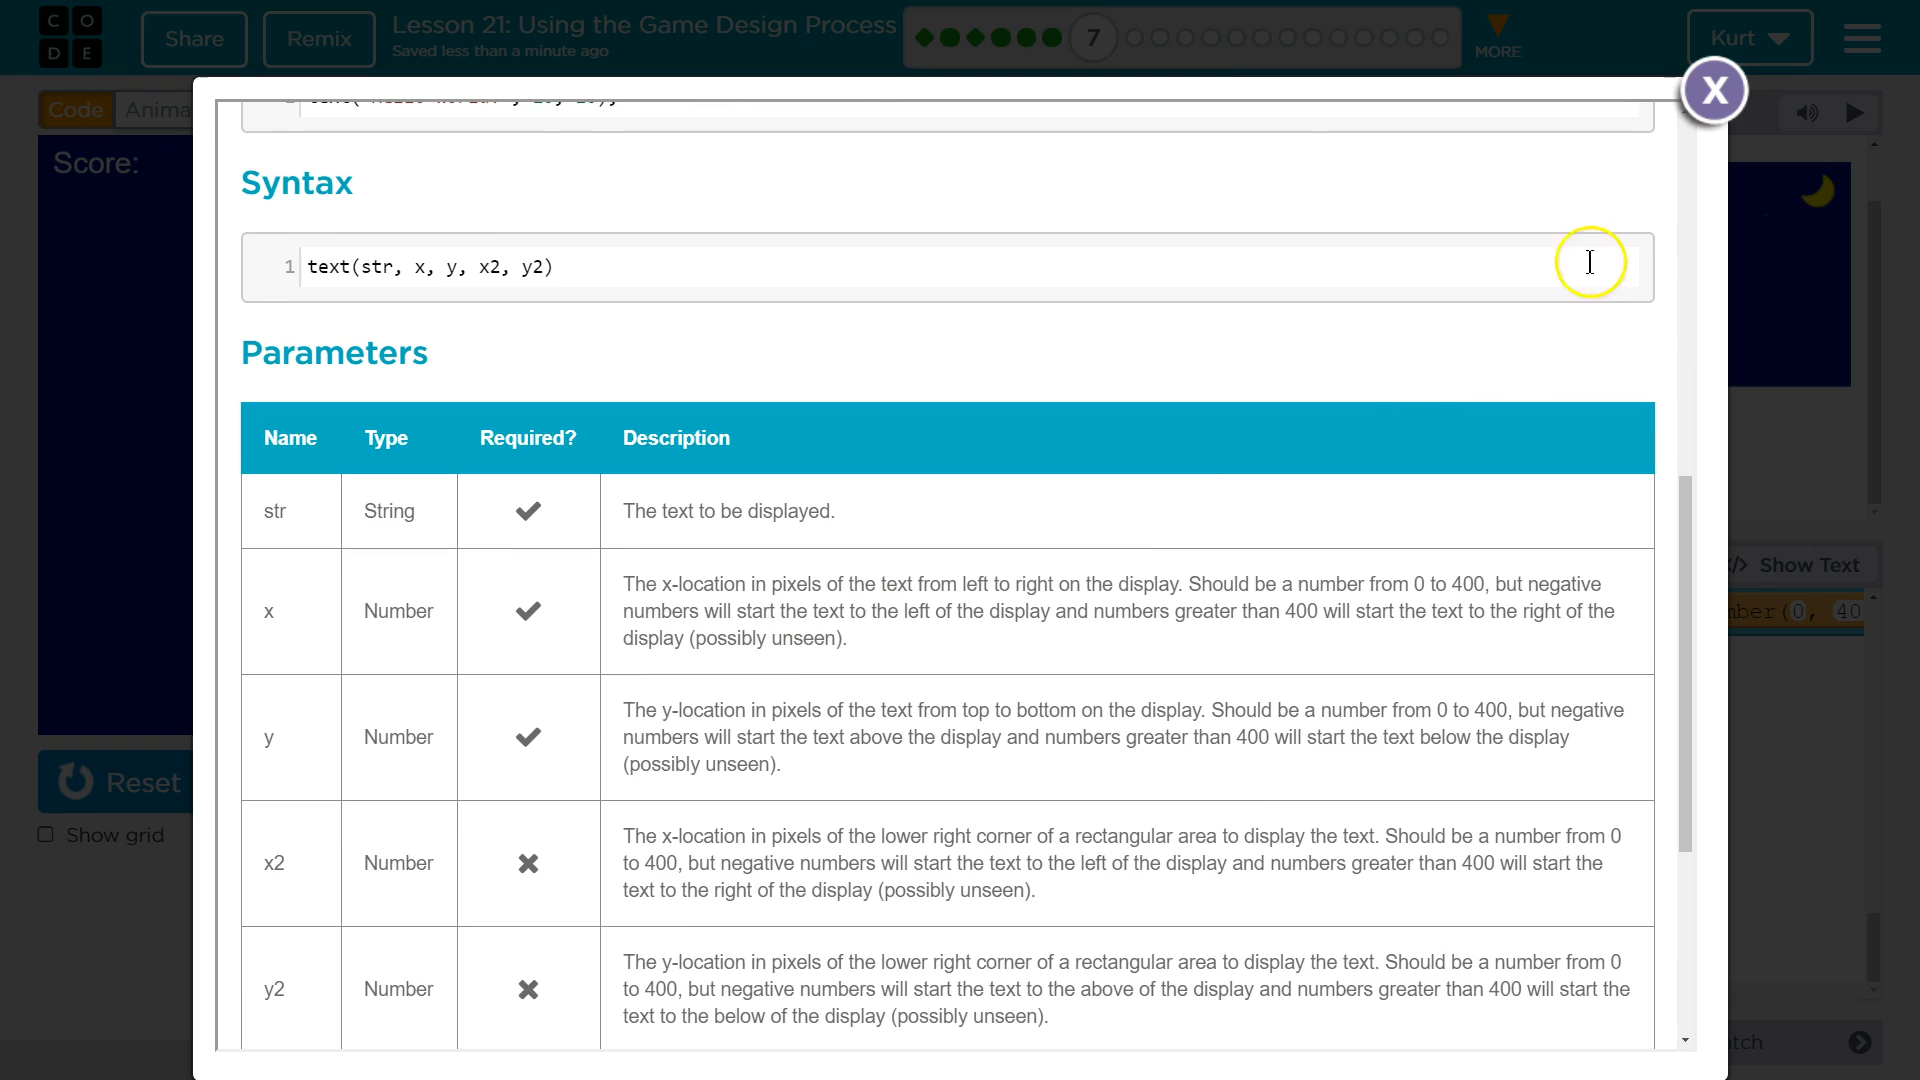 CODE
Share
Remix
Lesson 21: Using the Game Design Process
Saved less than a minute ago
7
MORE
Kurt
X
Code
Anima
Score:
Syntax
1 text(str, x, y, x2, y2)
Parameters
Name Type Required? Description
str String The text to be displayed.
x Number The x-location in pixels of the text from left to right on the display. Should be a number from 0 to 400, but negative
numbers will start the text to the left of the display and numbers greater than 400 will start the text to the right of the
display (possibly unseen).
y Number The y-location in pixels of the text from top to bottom on the display. Should be a number from 0 to 400, but negative
numbers will start the text above the display and numbers greater than 400 will start the text below the display
(possibly unseen).
x2 Number The x-location in pixels of the lower right corner of a rectangular area to display the text. Should be a number from 0
to 400, but negative numbers will start the text to the left of the display and numbers greater than 400 will start the
text to the right of the display (possibly unseen).
y2 Number The y-location in pixels of the lower right corner of a rectangular area to display the text. Should be a number from 0
to 400, but negative numbers will start the text to the above of the display and numbers greater than 400 will start the
text to the below of the display (possibly unseen).
Reset
Show grid
Show Text
mber(0, 40
tch